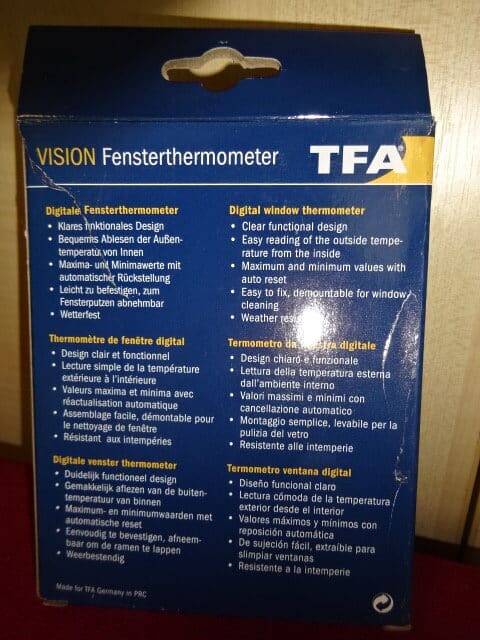 VISION Fensterthermometer TFA
Digitale Fensterthermometer
• Klares Design
• Bequemes Ablesen der Außen-
temperatur von Innen
• Maxima- und Minimawerte mit
automatischer Rückstellung
• Leicht zu befestigen, zum
Fensterputzen abnehmbar
• Wetterfest
Digital window thermometer
• Clear functional design
• Easy reading of the outside tempe-
rature from the inside
• Maximum and minimum values with
auto reset
• Easy to fix, demountable for window
cleaning
• Weather
Thermomètre de fenêtre digital
• Design clair et fonctionnel
• Lecture simple de la température
extérieure à l'intérieure
• Valeurs maxima et minima avec
réactualisation automatique
• Assemblage facile, démontable pour
le nettoyage de fenêtre
• Résistant aux intempéries
Termometro da finestra digitale
• Design chiaro e funzionale
• Lettura della temperatura esterna
dall'ambiente interno
• Valori massimi e minimi con
cancellazione automatico
• Montaggio semplice, levabile per la
pulizia del vetro
• Resistente alle intemperie
Digitale venster thermometer
• Duidelijk functioneel design
• Gemakkelijk aflezen van de buiten-
temperatuur van binnen
• Maximum- en minimumwaarden met
automatische reset
• Eenvoudig te bevestigen, afneem-
baar om de ramen te lappen
• Weerbestendig
Termometro ventana digital
• Diseño funcional claro
• Lectura cómoda de la temperatura
exterior desde el interior
• Valores máximos y mínimos con
reposición automática
• De sujeción fácil, extraíble para
slimpiar ventanas
• Resistente a la intemperie
Made for TFA Germany in PRC